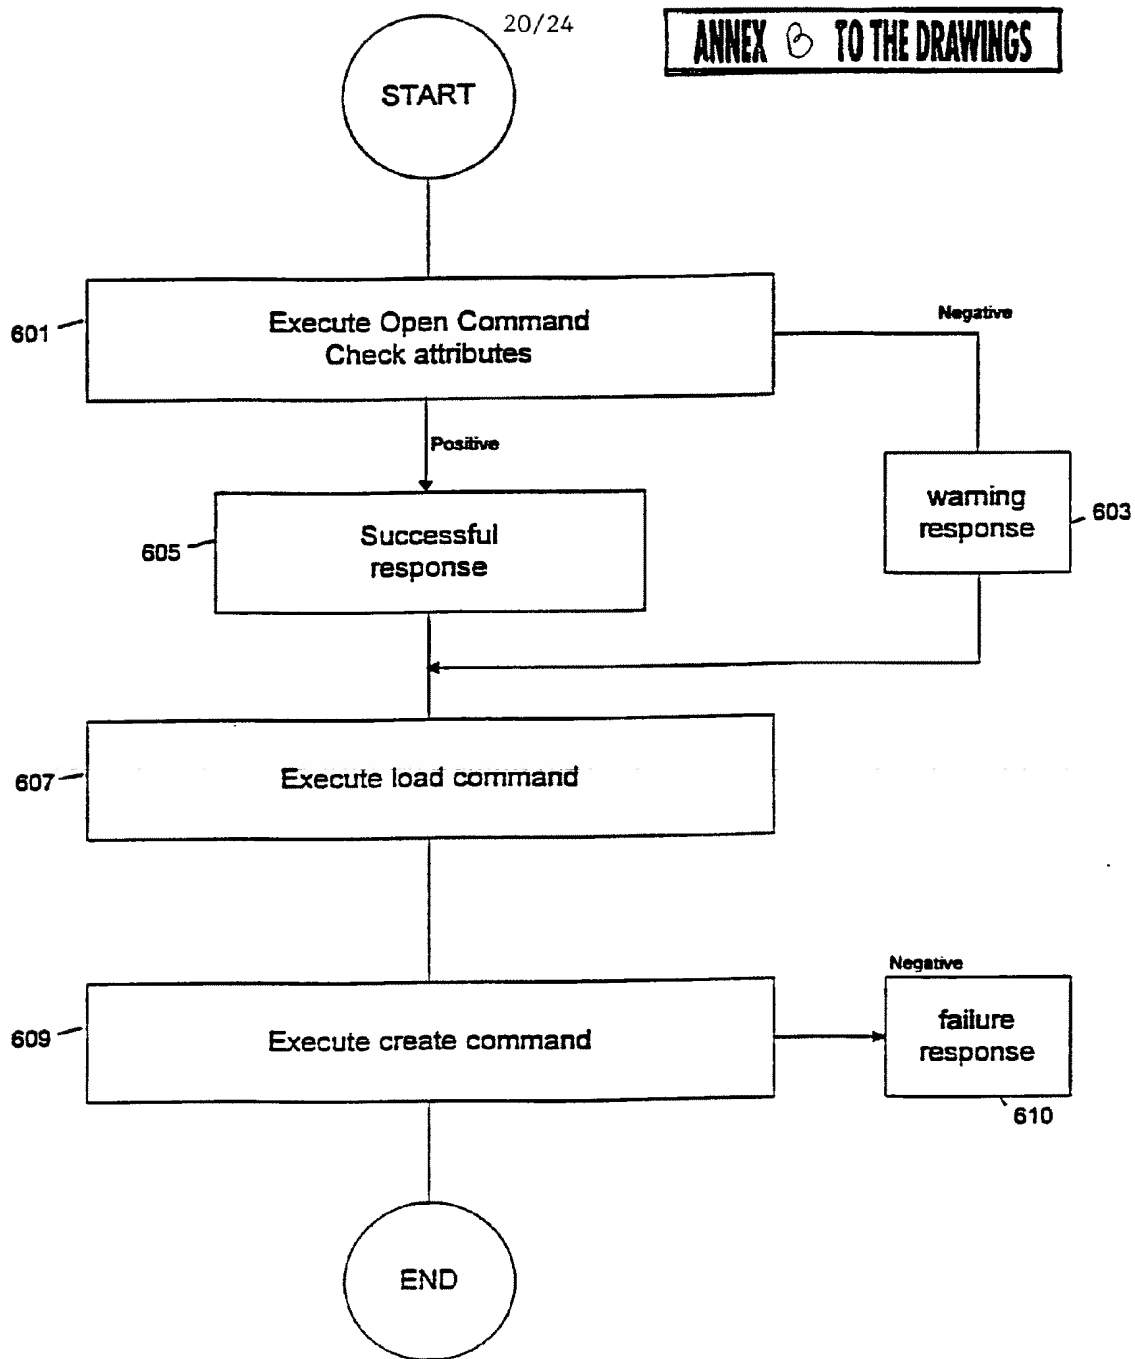 20/24
ANNEX B TO THE DRAWINGS
START
601
Execute Open Command
Check attributes
Negative
Positive
605
Successful
response
warning
response
603
607
Execute load command
609
Execute create command
Negative
failure
response
610
END